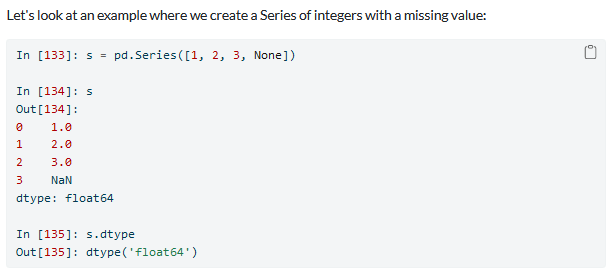 Let's look at an example where we create a Series of integers with a missing value:
In [133]: s = pd.Series([1, 2, 3, None])
In [134]: s
Out[134]:
0    1.0
1    2.0
2    3.0
3    NaN
dtype: float64
In [135]: s.dtype
Out[135]: dtype('float64')